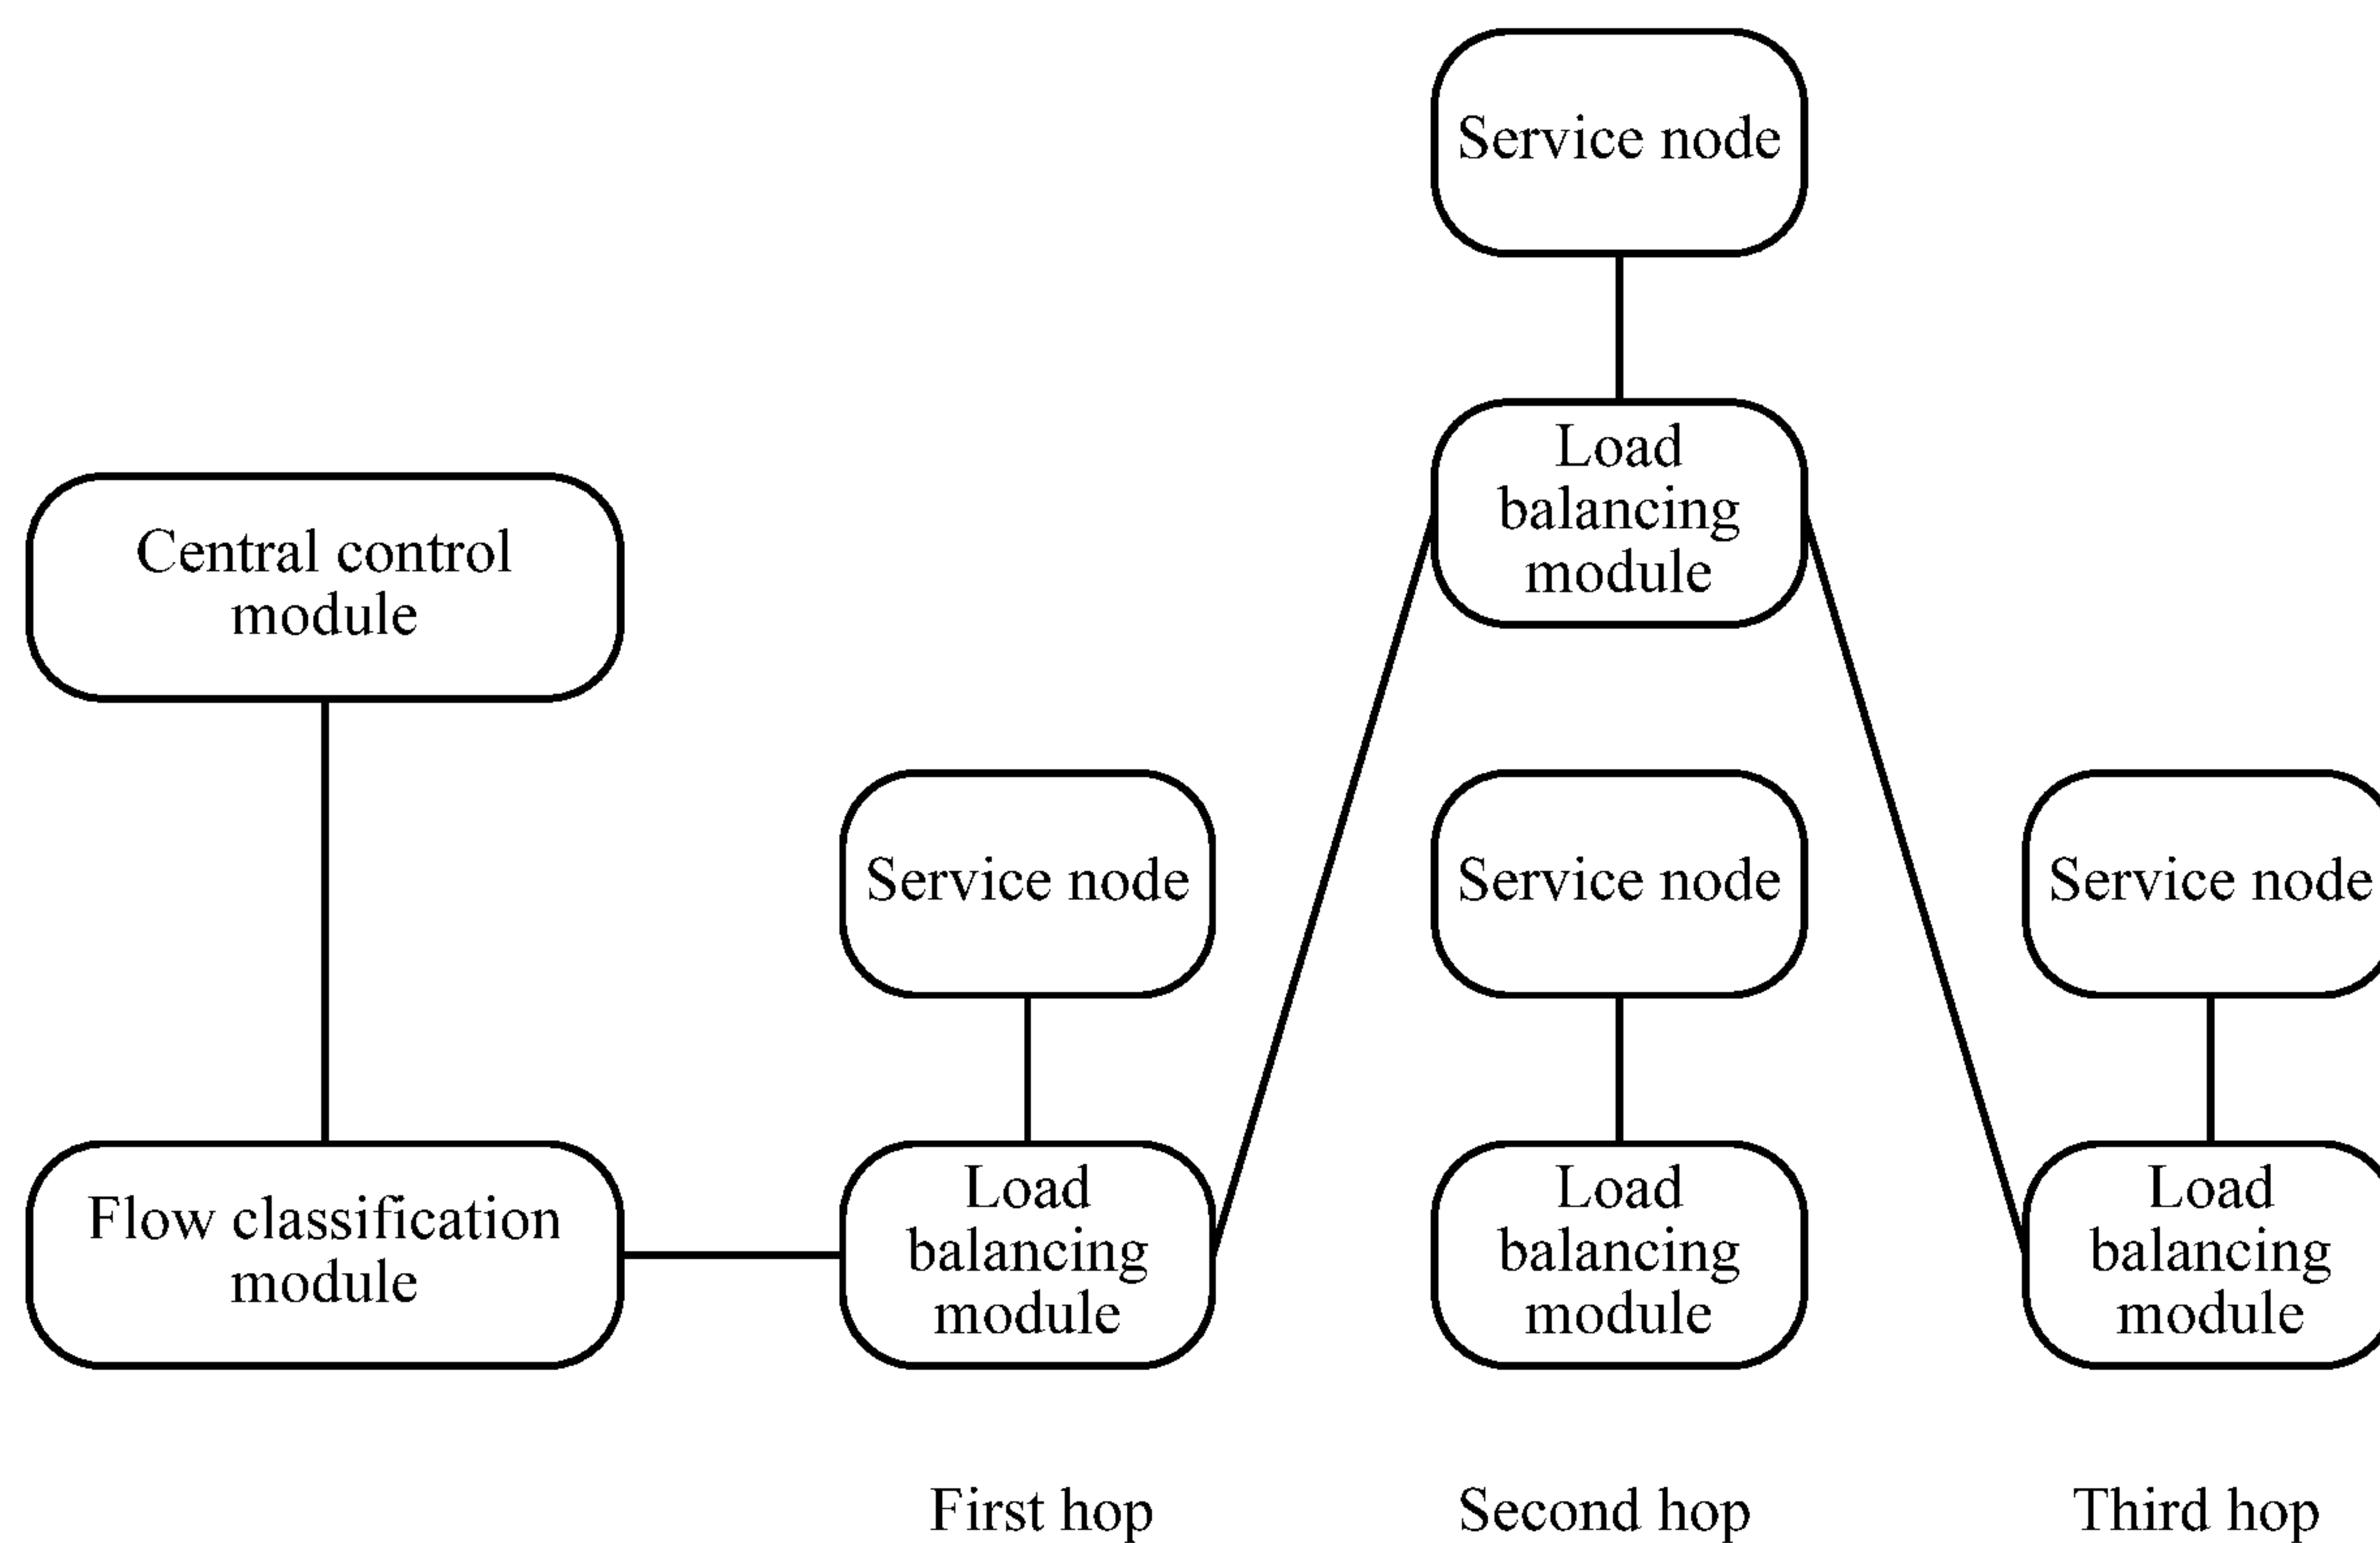 Service node
Load
balancing
module
Central control
module
Service node
Service node
Service node
Flow classification
module
Load
balancing
module
Load
balancing
module
Load
balancing
module
First hop
Second hop
Third hop